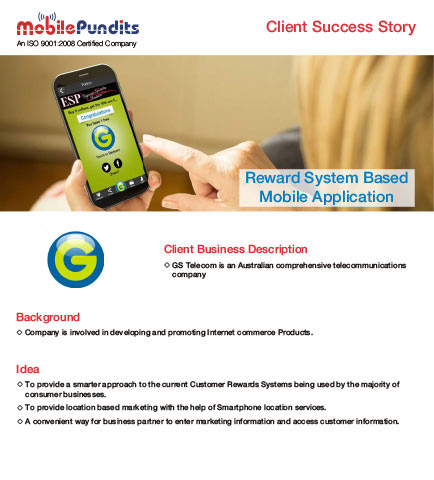 MobilePundits
An ISO 9001:2008 Certified Company
Client Success Story
ESP
Congratulations
G
Reward System Based
Mobile Application
G
Client Business Description
◇ GS Telecom is an Australian comprehensive telecommunications
company
Background
◇ Company is involved in developing and promoting Internet commerce Products.
Idea
◇ To provide a smarter approach to the current Customer Rewards Systems being used by the majority of
consumer businesses.
◇ To provide location based marketing with the help of Smartphone location services.
◇ A convenient way for business partner to enter marketing information and access customer information.